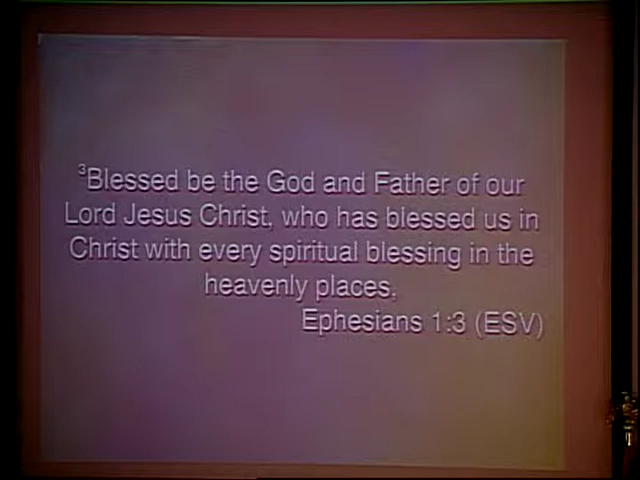 ³Blessed be the God and Father of our
Lord Jesus Christ, who has blessed us in
Christ with every spiritual blessing in the
heavenly places,
Ephesians 1:3 (ESV)